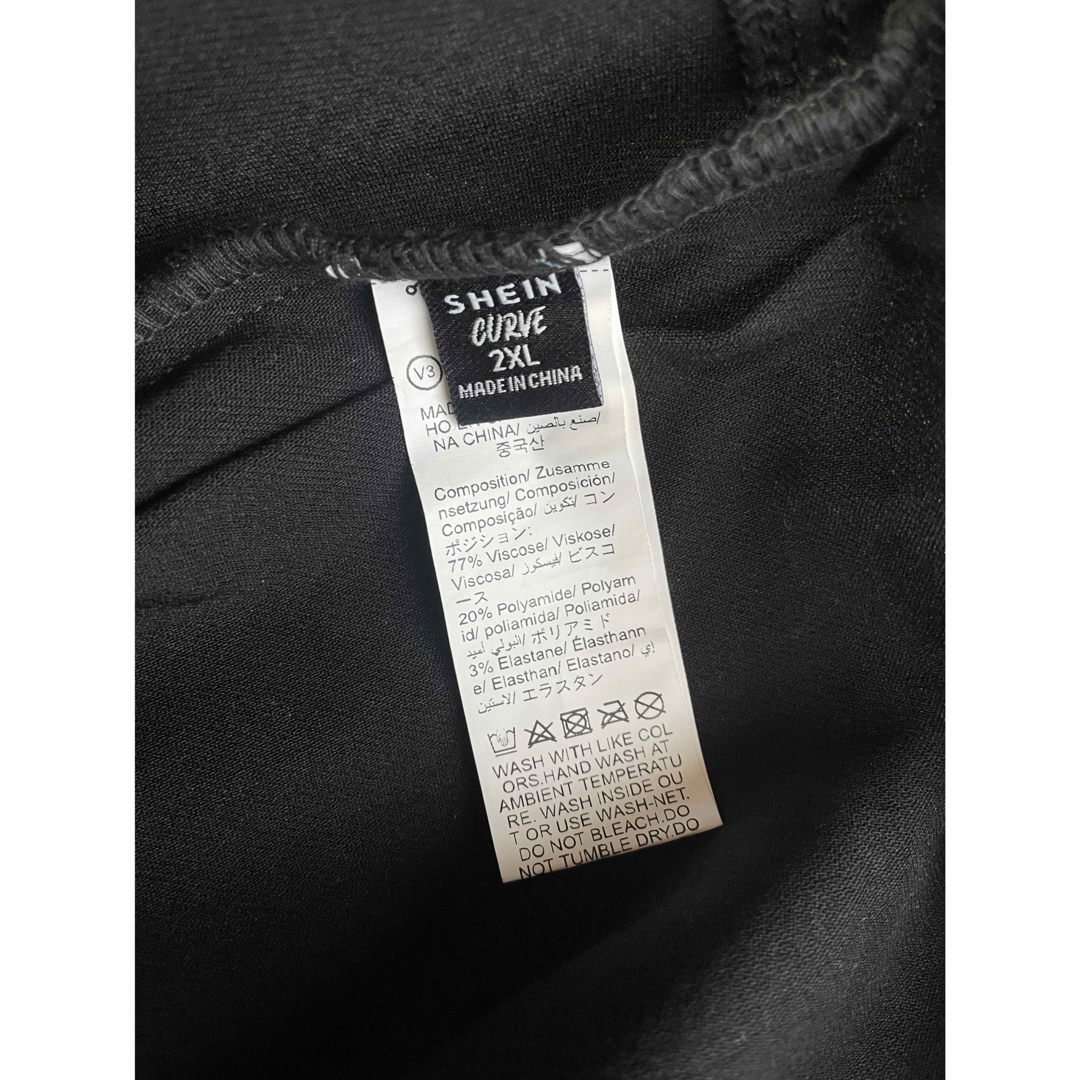 SHEIN
CURVE
2XL
MADE IN CHINA
V3
NA CHINA/ صنع بالصين/
중국산
Composition/ Zusamme
nsetzung/ Composición/
Composição/ تكوين/ コン
ポジション:
77% Viscose/ Viskose/
Viscosa/ فيسكوز/ ビスコ
ース
20% Polyamide/ Polyam
id/ poliamida/ Poliamida/
البولي أميد/ ポリアミド
3% Elastane/ Élasthann
e/ Elasthan/ Elastano/ إي
لاستين/ エラスタン
WASH WITH LIKE COL
ORS.HAND WASH AT
AMBIENT TEMPERATU
RE. WASH INSIDE OU
T OR USE WASH-NET.
DO NOT BLEACH.DO
NOT TUMBLE DRY.DO